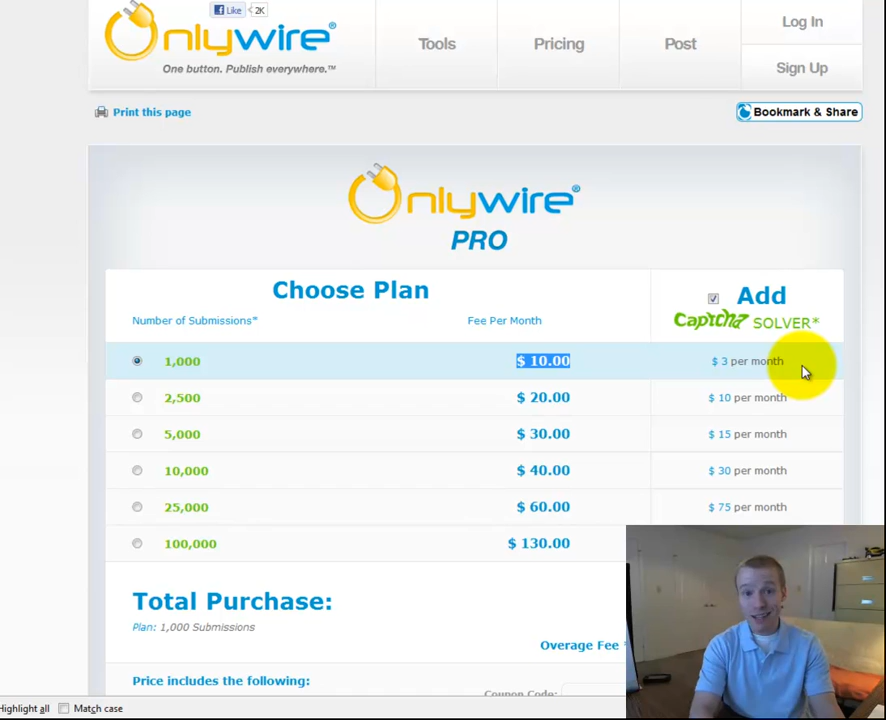 Like 2K
Onlywire®
One button. Publish everywhere.™
Tools
Pricing
Post
Log In
Sign Up
Print this page
Bookmark & Share
Onlywire®
PRO
Choose Plan
Add
Captcha SOLVER*
Number of Submissions*
Fee Per Month
1,000 $ 10.00 $ 3 per month
2,500 $ 20.00 $ 10 per month
5,000 $ 30.00 $ 15 per month
10,000 $ 40.00 $ 30 per month
25,000 $ 60.00 $ 75 per month
100,000 $ 130.00
Total Purchase:
Plan: 1,000 Submissions
Overage Fee
Price includes the following:
Coupon Code:
Highlight all Match case